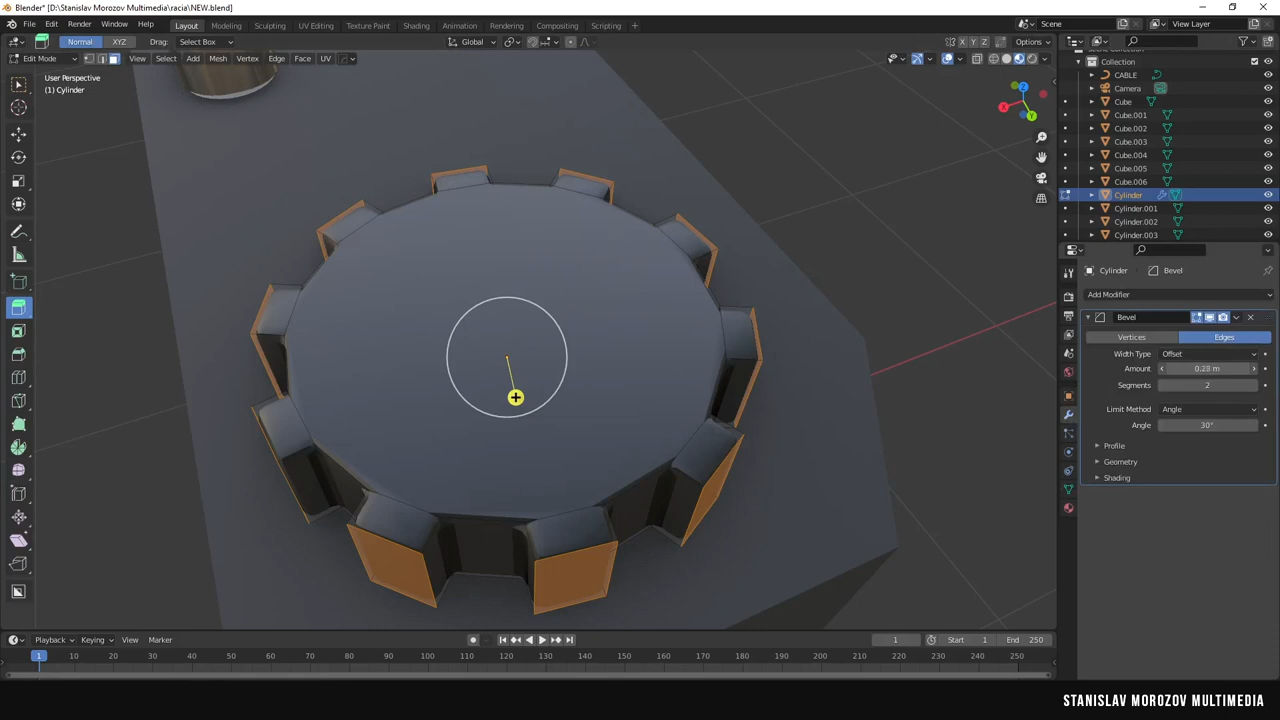 Blender* [D:\Stanislav Morozov Multimedia\racia\NEW.blend]
File Edit Render Window Help Layout Modeling Sculpting UV Editing Texture Paint Shading Animation Rendering Compositing Scripting + Scene View Layer
Normal XYZ Drag: Select Box Global X Y Z Options
Edit Mode View Select Add Mesh Vertex Edge Face UV
User Perspective
(1) Cylinder
Z
X
Y
Collection
CABLE
Camera
Cube
Cube.001
Cube.002
Cube.003
Cube.004
Cube.005
Cube.006
Cylinder
Cylinder.001
Cylinder.002
Cylinder.003
Cylinder Bevel
Add Modifier
Bevel
Vertices Edges
Width Type Offset
Amount 0.28 m
Segments 2
Limit Method Angle
Angle 30°
Profile
Geometry
Shading
Playback Keying View Marker 1 Start 1 End 250
1 10 20 30 40 50 60 70 80 90 100 110 120 130 140 150 160 170 180 190 200 210 220 230 240 250
STANISLAV MOROZOV MULTIMEDIA